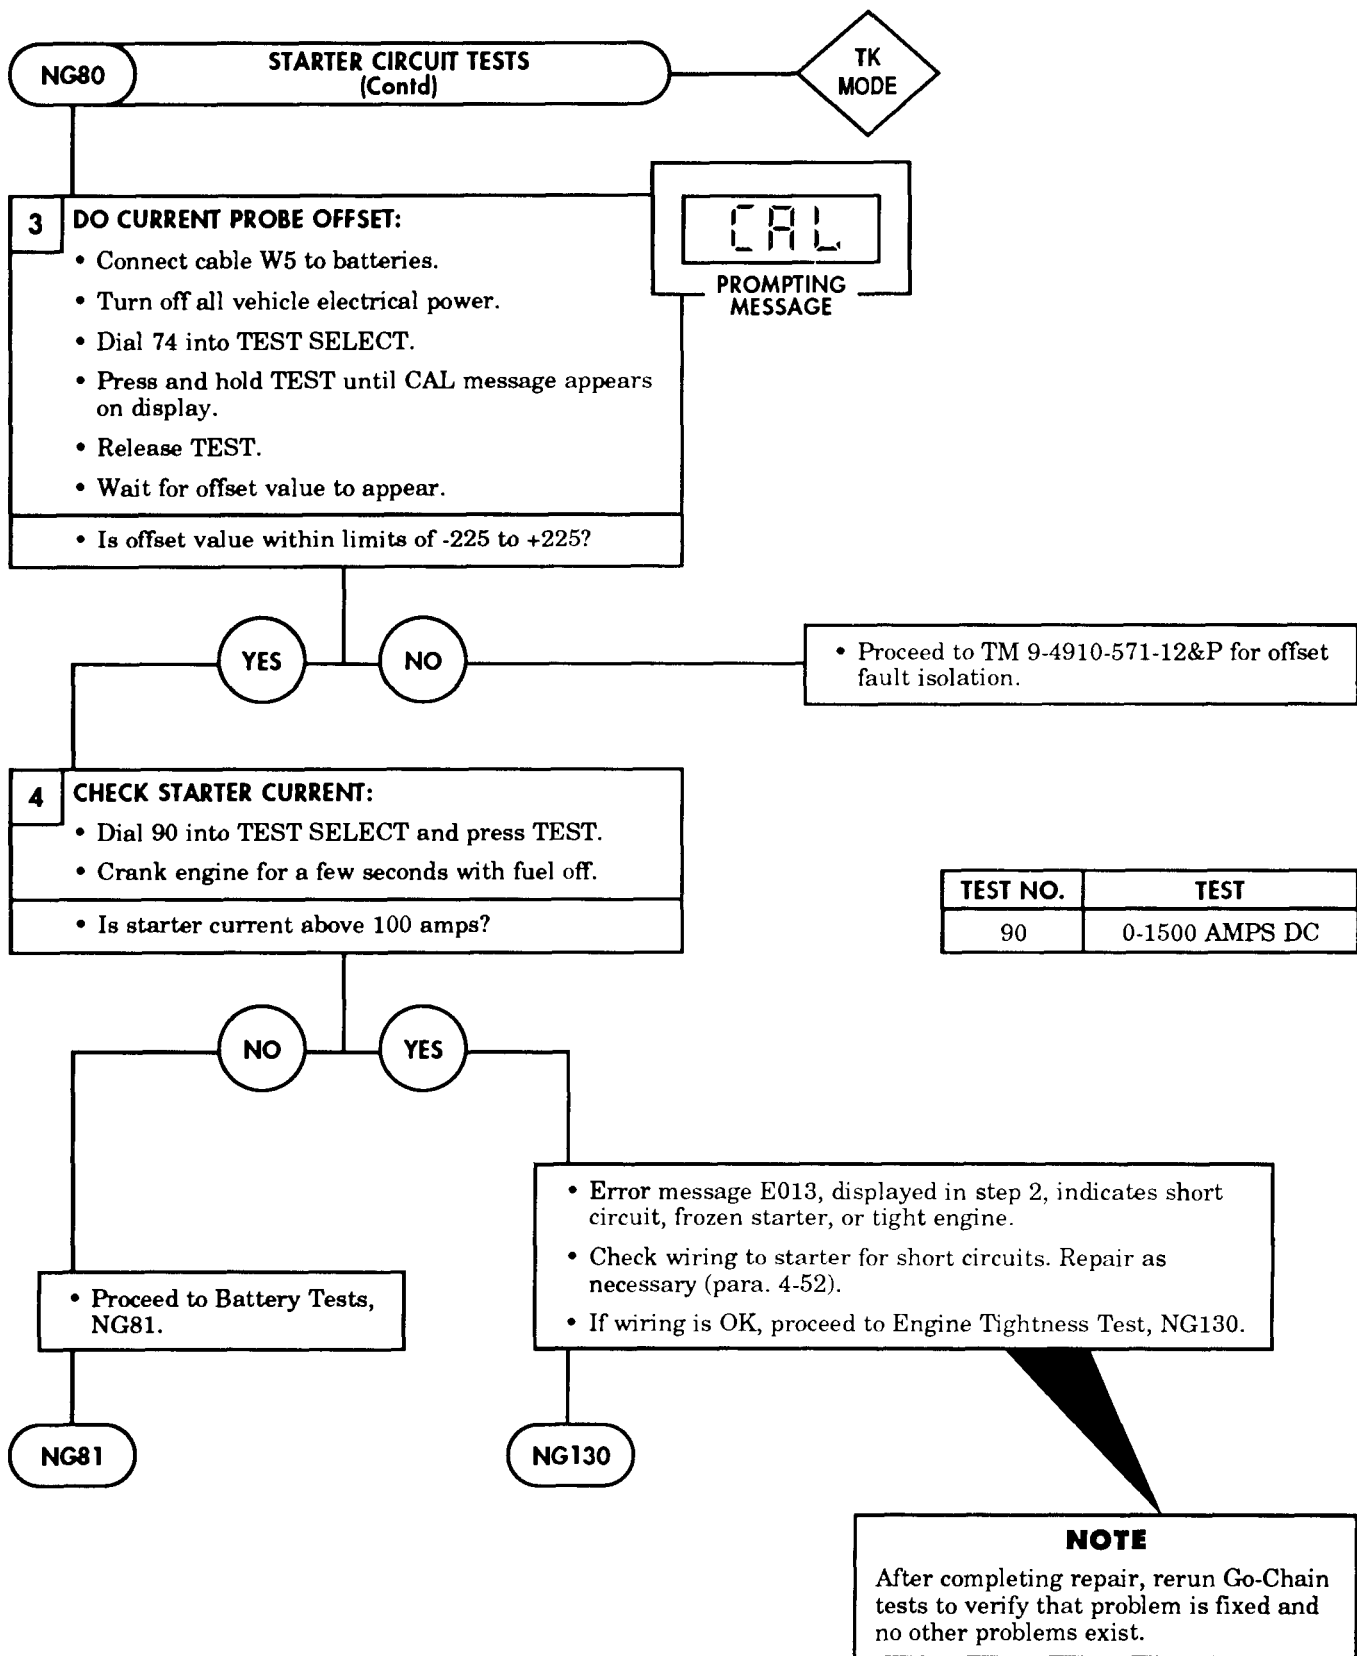 NG80
STARTER CIRCUIT TESTS
(Contd)
TK
MODE
3
DO CURRENT PROBE OFFSET:
• Connect cable W5 to batteries.
• Turn off all vehicle electrical power.
• Dial 74 into TEST SELECT.
• Press and hold TEST until CAL message appears
on display.
• Release TEST.
• Wait for offset value to appear.
• Is offset value within limits of -225 to +225?
CAL
PROMPTING
MESSAGE
YES
NO
• Proceed to TM 9-4910-571-12&P for offset
fault isolation.
4
CHECK STARTER CURRENT:
• Dial 90 into TEST SELECT and press TEST.
• Crank engine for a few seconds with fuel off.
• Is starter current above 100 amps?
TEST NO. TEST
90 0-1500 AMPS DC
NO
YES
• Proceed to Battery Tests,
NG81.
• Error message E013, displayed in step 2, indicates short
circuit, frozen starter, or tight engine.
• Check wiring to starter for short circuits. Repair as
necessary (para. 4-52).
• If wiring is OK, proceed to Engine Tightness Test, NG130.
NG81
NG130
NOTE
After completing repair, rerun Go-Chain
tests to verify that problem is fixed and
no other problems exist.